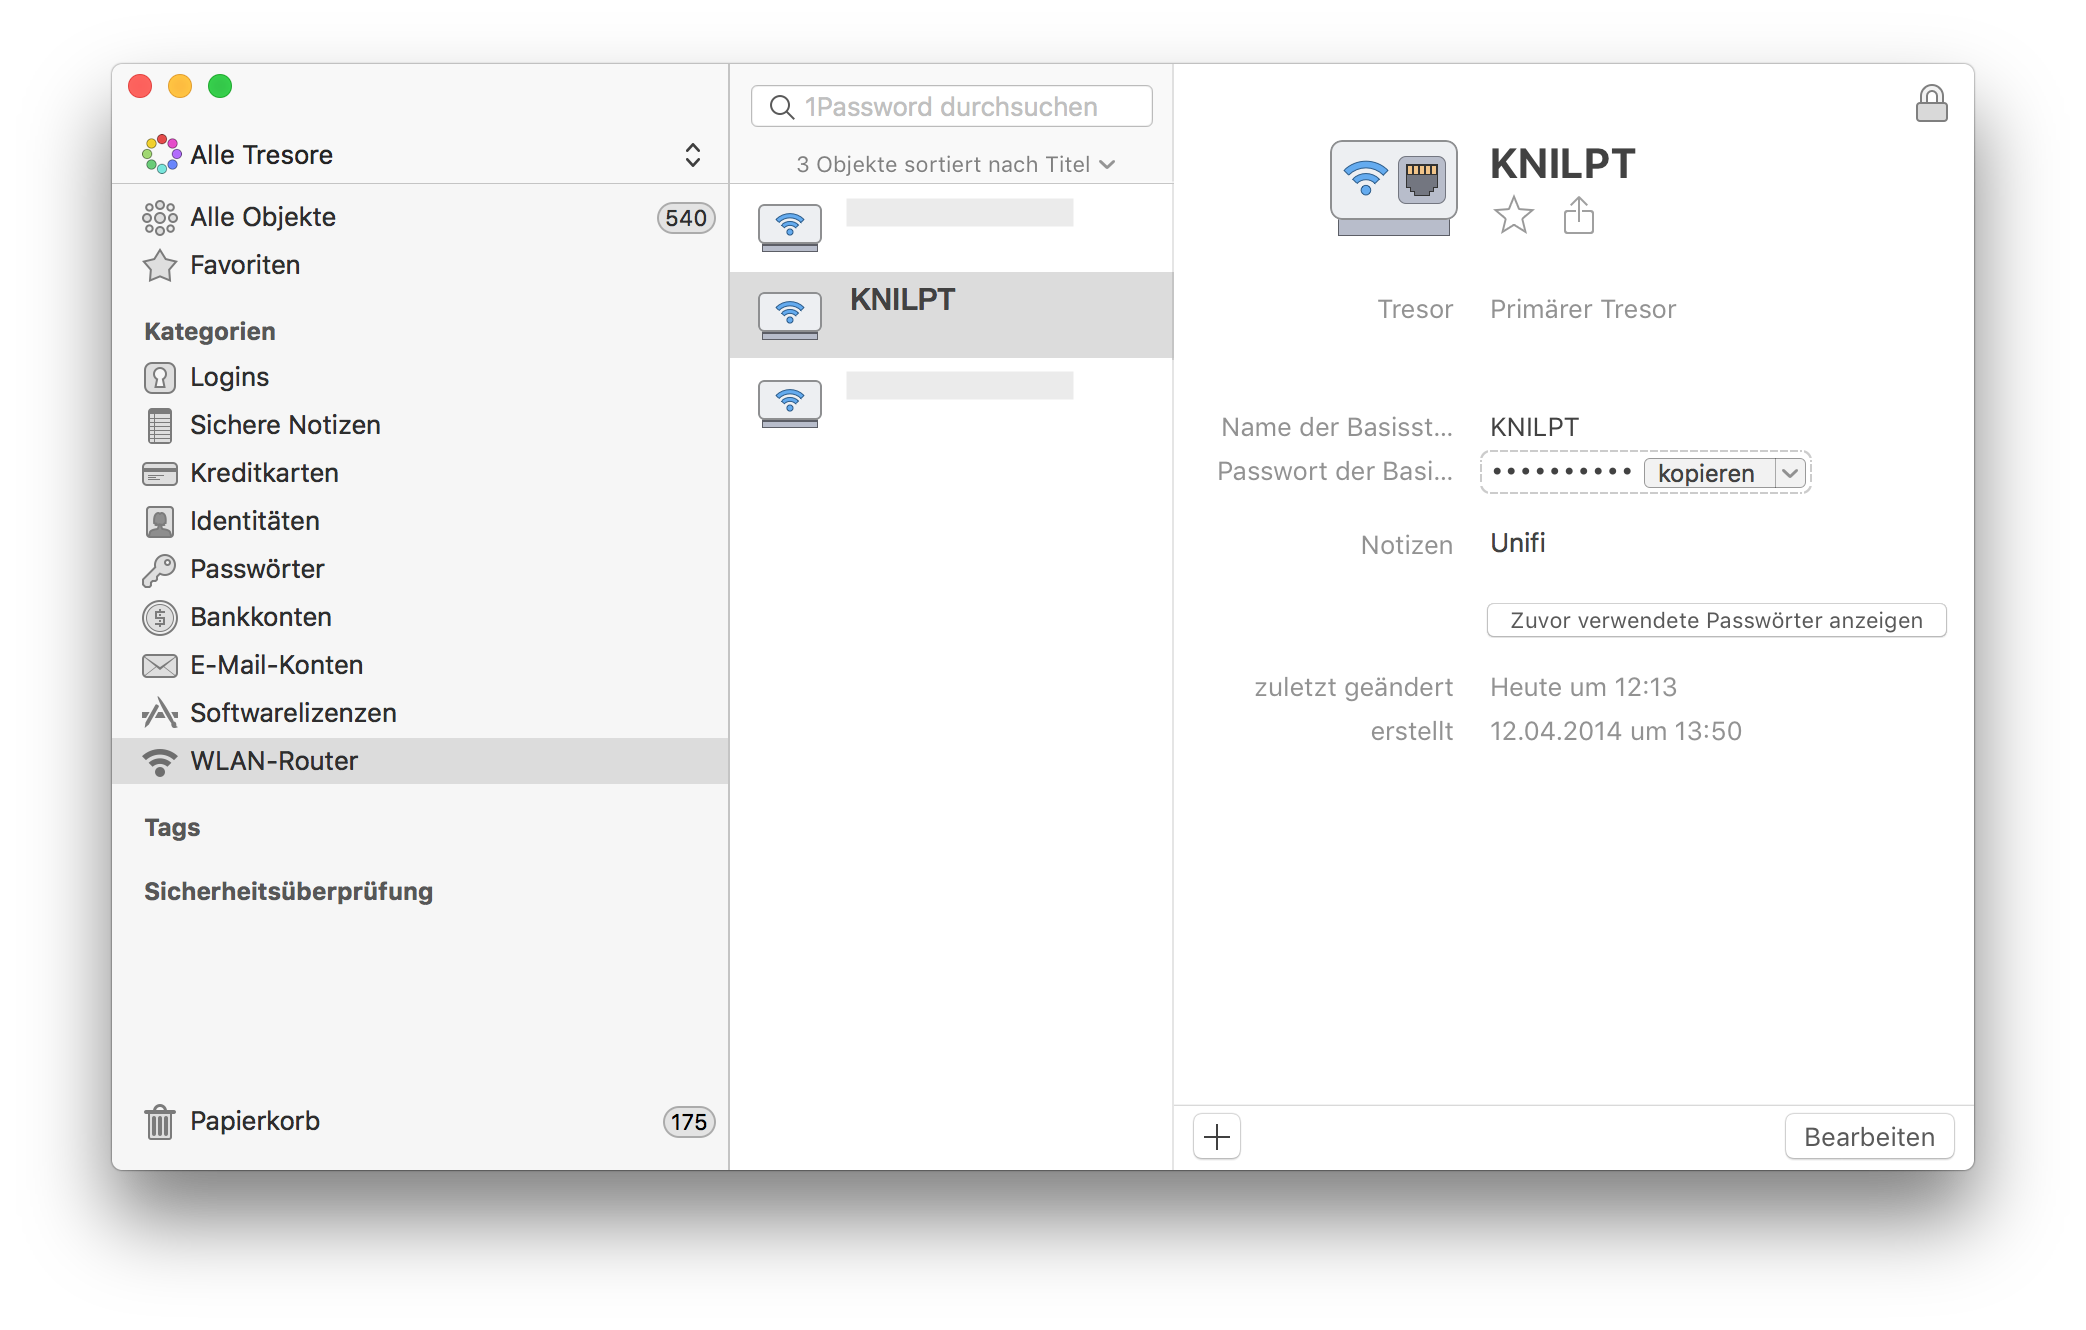 Alle Tresore
Alle Objekte 540
Favoriten
Kategorien
Logins
Sichere Notizen
Kreditkarten
Identitäten
Passwörter
Bankkonten
E-Mail-Konten
Softwarelizenzen
WLAN-Router
Tags
Sicherheitsüberprüfung
Papierkorb 175
1Password durchsuchen
3 Objekte sortiert nach Titel
KNILPT
KNILPT
Tresor Primärer Tresor
Name der Basisst... KNILPT
Passwort der Basi... •••••••••• kopieren
Notizen Unifi
Zuvor verwendete Passwörter anzeigen
zuletzt geändert Heute um 12:13
erstellt 12.04.2014 um 13:50
Bearbeiten